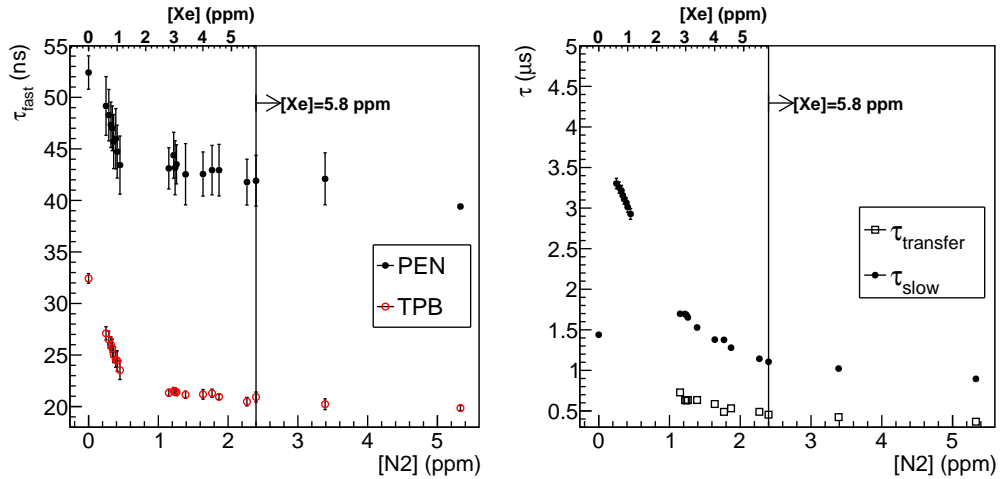 [Xe] (ppm)
0 1 2 3 4 5
τfast (ns)
55
50
45
40
35
30
25
20
[Xe]=5.8 ppm
PEN
TPB
0 1 2 3 4 5
[N2] (ppm)
[Xe] (ppm)
0 1 2 3 4 5
τ (μs)
5
4.5
4
3.5
3
2.5
2
1.5
1
0.5
[Xe]=5.8 ppm
τtransfer
τslow
0 1 2 3 4 5
[N2] (ppm)